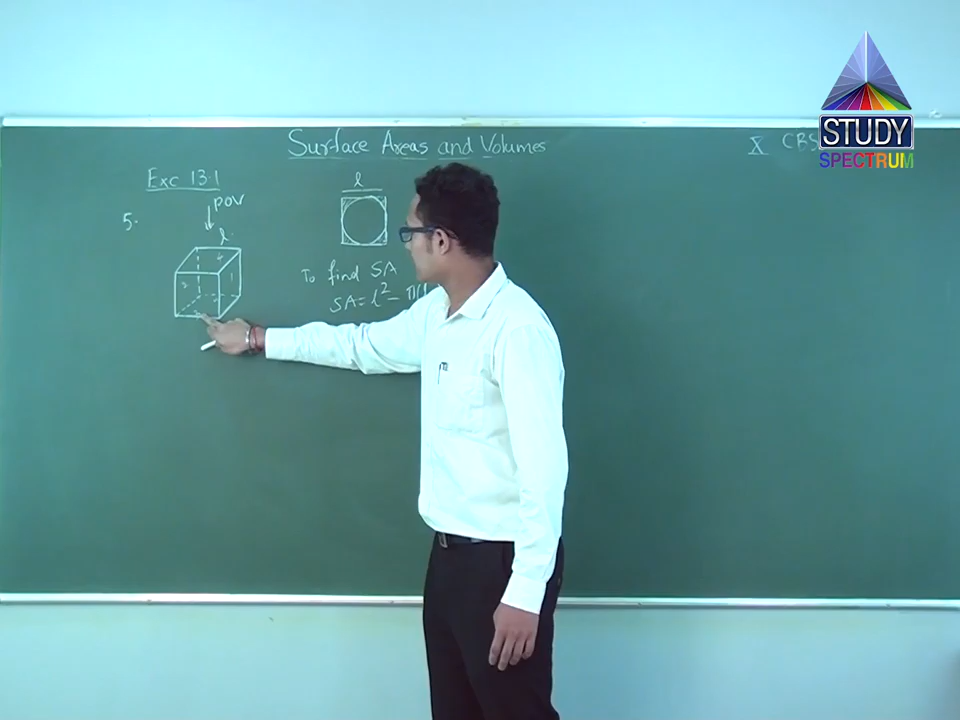 Surface Areas and Volumes
X CBS
STUDY
SPECTRUM
Exc 13.1
5.
POV
l
l
To find SA
SA = l² - π(